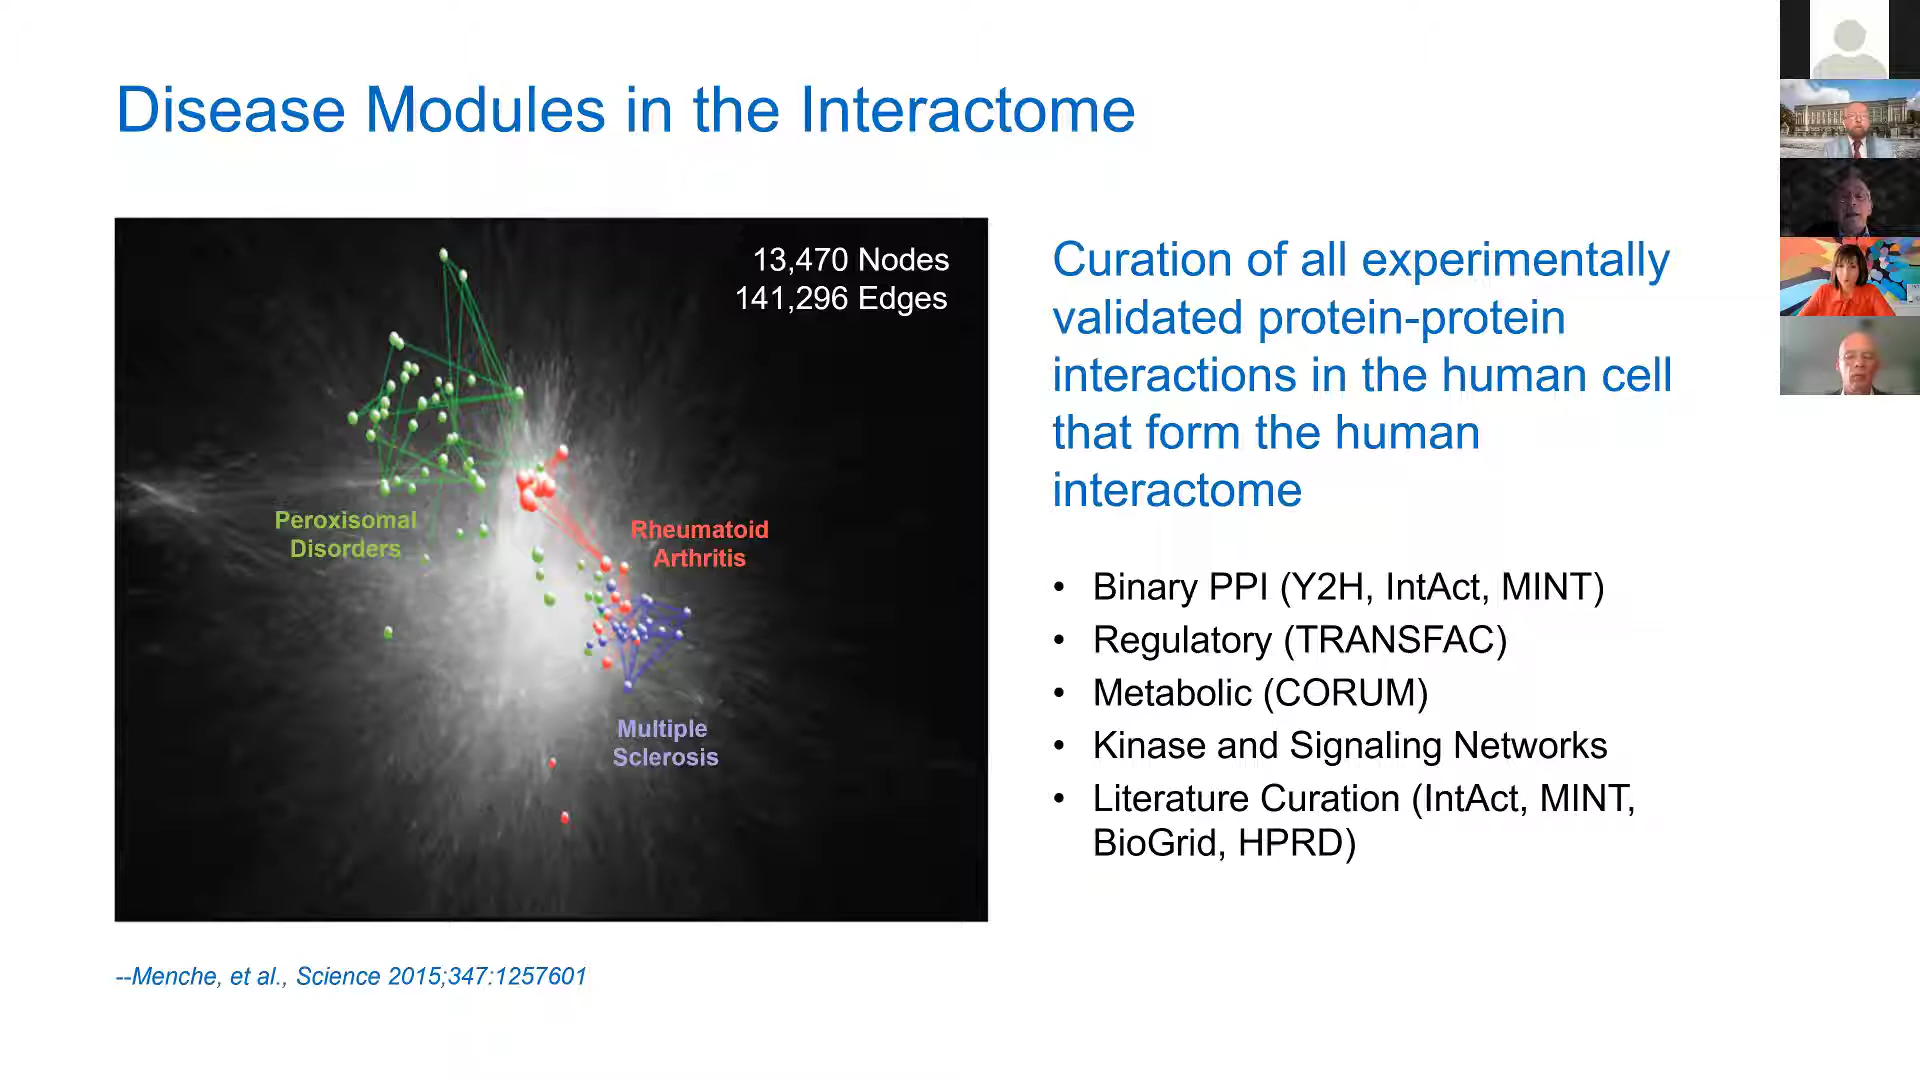 Disease Modules in the Interactome
13,470 Nodes
141,296 Edges
Peroxisomal
Disorders
Rheumatoid
Arthritis
Multiple
Sclerosis
--Menche, et al., Science 2015;347:1257601
Curation of all experimentally
validated protein-protein
interactions in the human cell
that form the human
interactome
• Binary PPI (Y2H, IntAct, MINT)
• Regulatory (TRANSFAC)
• Metabolic (CORUM)
• Kinase and Signaling Networks
• Literature Curation (IntAct, MINT,
BioGrid, HPRD)